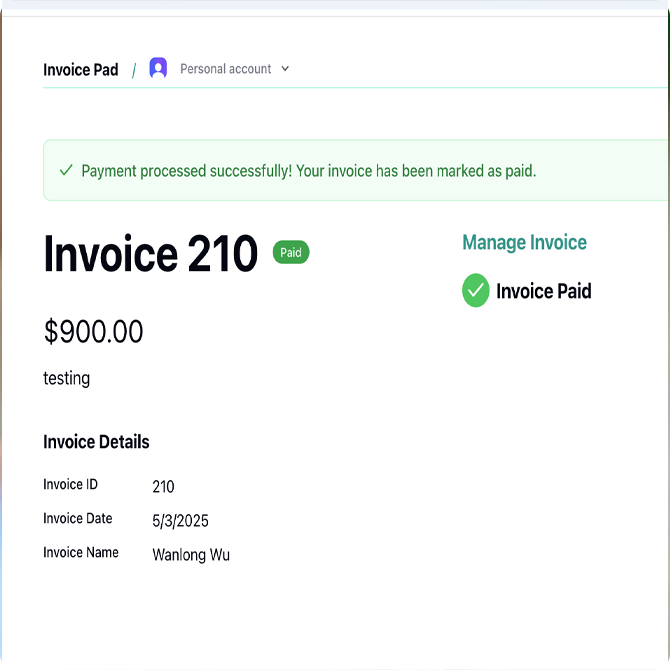 Invoice Pad / Personal account
Payment processed successfully! Your invoice has been marked as paid.
Invoice 210 Paid
Manage Invoice
Invoice Paid
$900.00
testing
Invoice Details
Invoice ID 210
Invoice Date 5/3/2025
Invoice Name Wanlong Wu